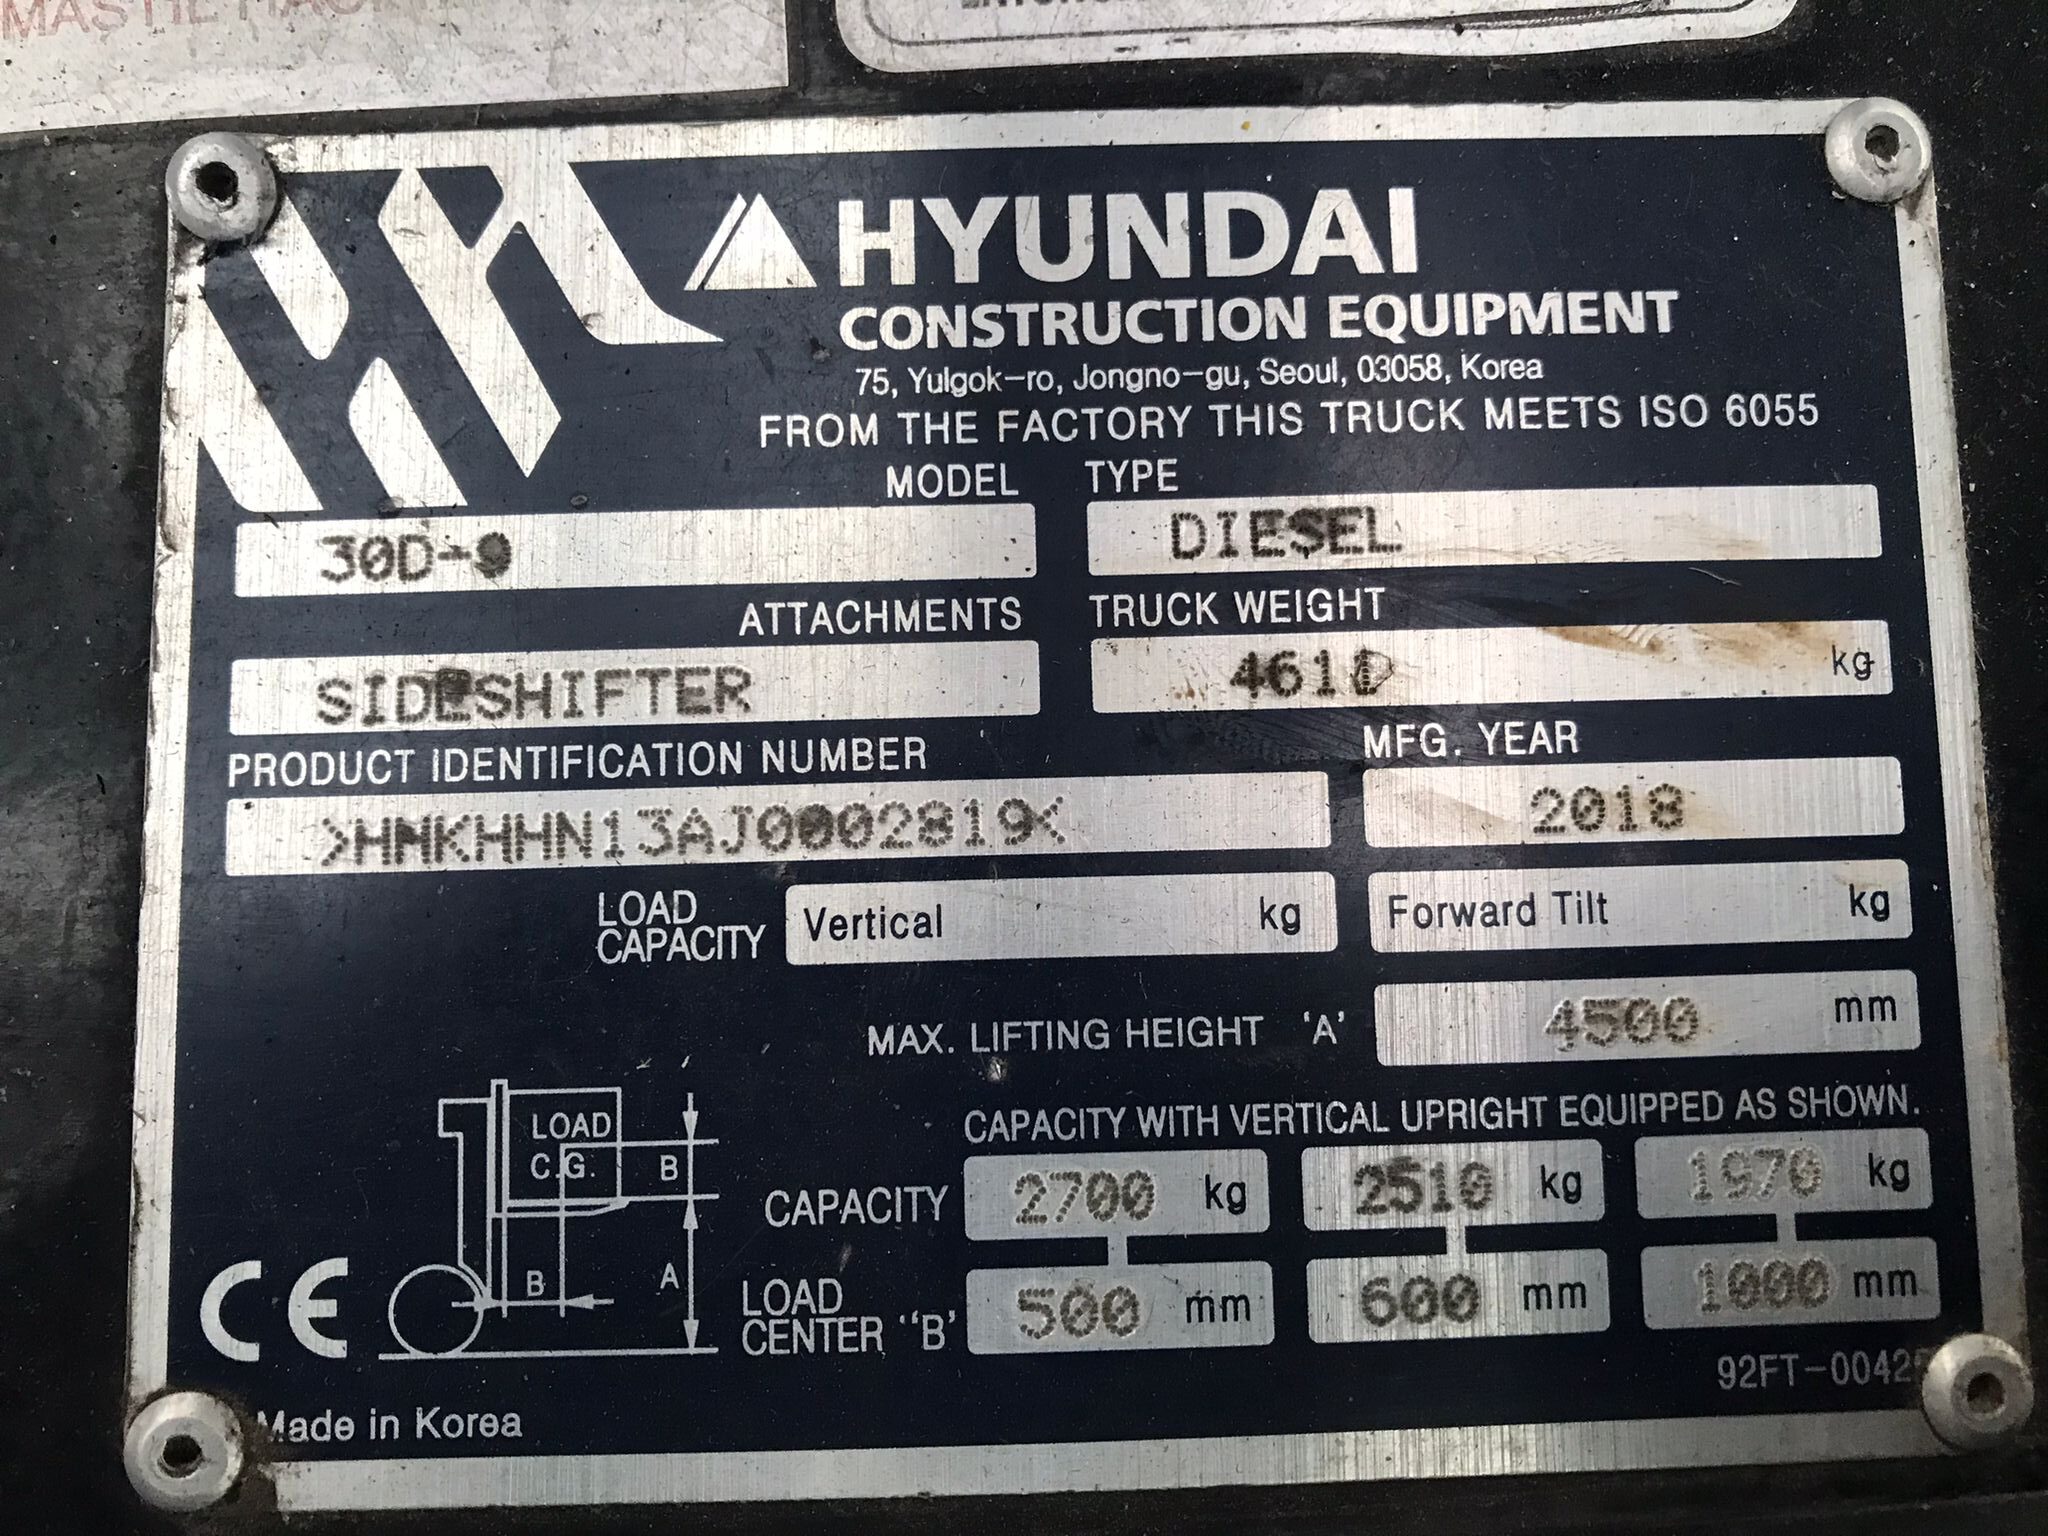 HYUNDAI
CONSTRUCTION EQUIPMENT
75, Yulgok-ro, Jongno-gu, Seoul, 03058, Korea
FROM THE FACTORY THIS TRUCK MEETS ISO 6055
MODEL TYPE
30D-9 DIESEL
ATTACHMENTS TRUCK WEIGHT
SIDESHIFTER 4610 kg
PRODUCT IDENTIFICATION NUMBER MFG. YEAR
>HMKHHN13AJ0002819< 2018
LOAD CAPACITY Vertical kg Forward Tilt kg
MAX. LIFTING HEIGHT 'A' 4500 mm
CAPACITY WITH VERTICAL UPRIGHT EQUIPPED AS SHOWN.
LOAD
C.G. B
CAPACITY 2700 kg 2510 kg 1970 kg
B A
LOAD CENTER "B" 500 mm 600 mm 1000 mm
CE
Made in Korea